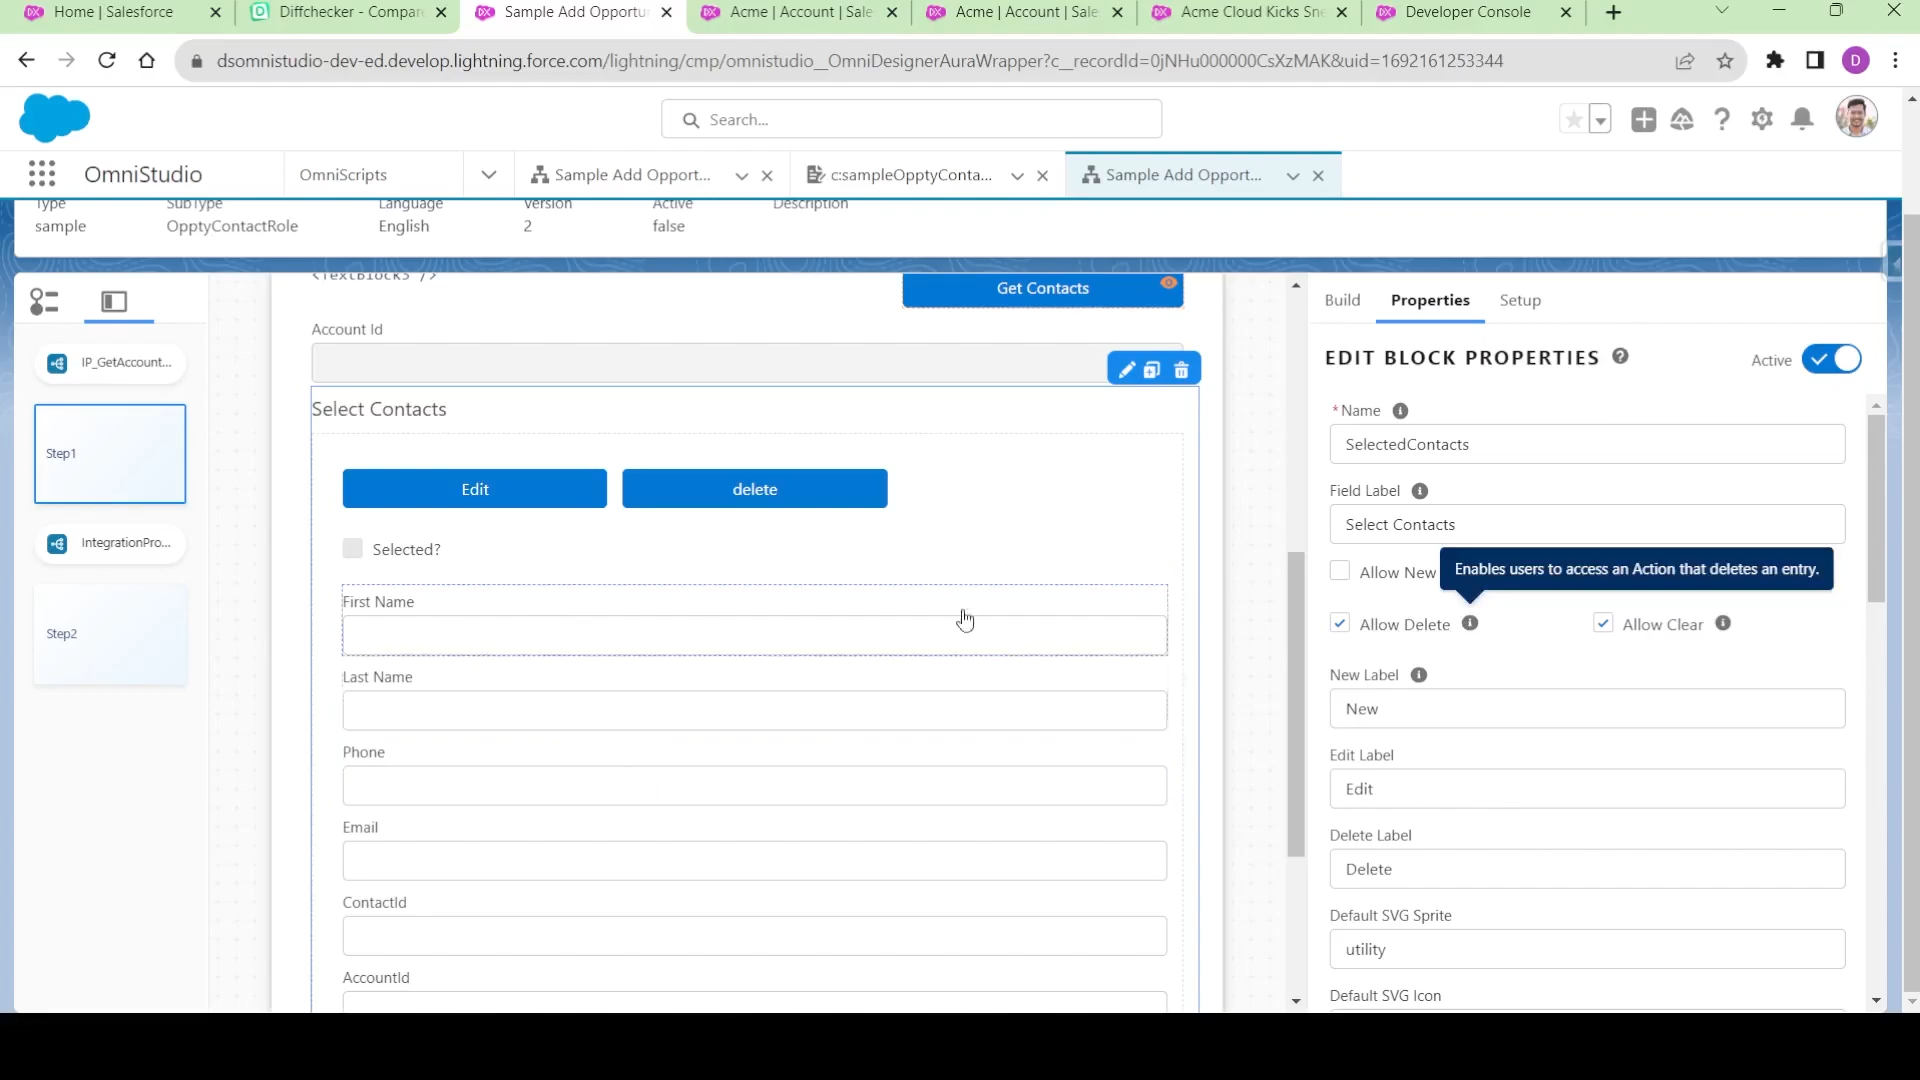 Home | Salesforce
Diffchecker - Compare
Sample Add Opportu
Acme | Account | Sale
Acme | Account | Sale
Acme Cloud Kicks Sne
Developer Console
dsomnistudio-dev-ed.develop.lightning.force.com/lightning/cmp/omnistudio__OmniDesignerAuraWrapper?c__recordId=0jNHu000000CsXzMAK&uid=1692161253344
D
Search...
OmniStudio
OmniScripts
Sample Add Opport...
c:sampleOpptyConta...
Sample Add Opport...
Type
SubType
Language
Version
Active
Description
sample
OpptyContactRole
English
2
false
<TextBlock3 />
Get Contacts
Build
Properties
Setup
Account Id
EDIT BLOCK PROPERTIES
Active
IP_GetAccount...
Step1
IntegrationPro...
Step2
Select Contacts
Edit
delete
Selected?
First Name
Last Name
Phone
Email
ContactId
AccountId
*Name
SelectedContacts
Field Label
Select Contacts
Allow New
Enables users to access an Action that deletes an entry.
Allow Delete
Allow Clear
New Label
New
Edit Label
Edit
Delete Label
Delete
Default SVG Sprite
utility
Default SVG Icon